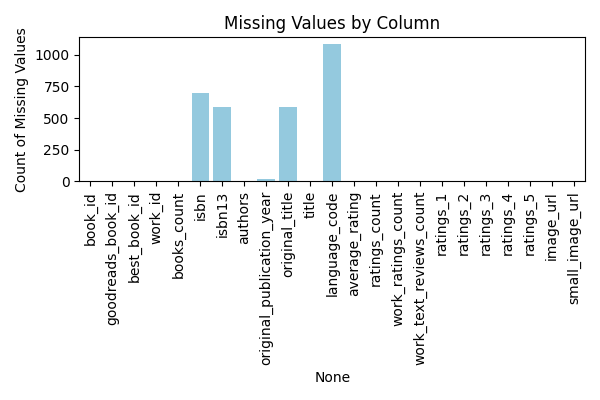 Missing Values by Column
Count of Missing Values
1000
750
500
250
0
book_id
goodreads_book_id
best_book_id
work_id
books_count
isbn
isbn13
authors
original_publication_year
original_title
title
language_code
average_rating
ratings_count
work_ratings_count
work_text_reviews_count
ratings_1
ratings_2
ratings_3
ratings_4
ratings_5
image_url
small_image_url
None